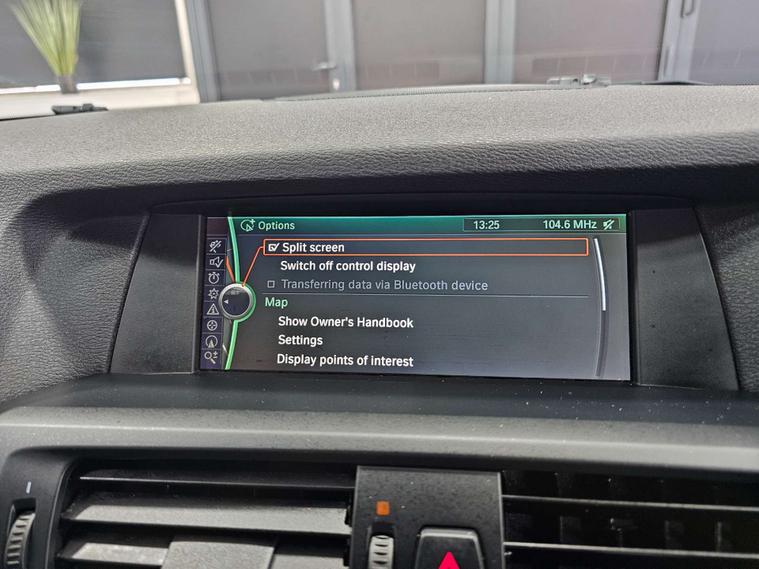 Options 13:25 104.6 MHz
Split screen
Switch off control display
Transferring data via Bluetooth device
Map
Show Owner's Handbook
Settings
Display points of interest